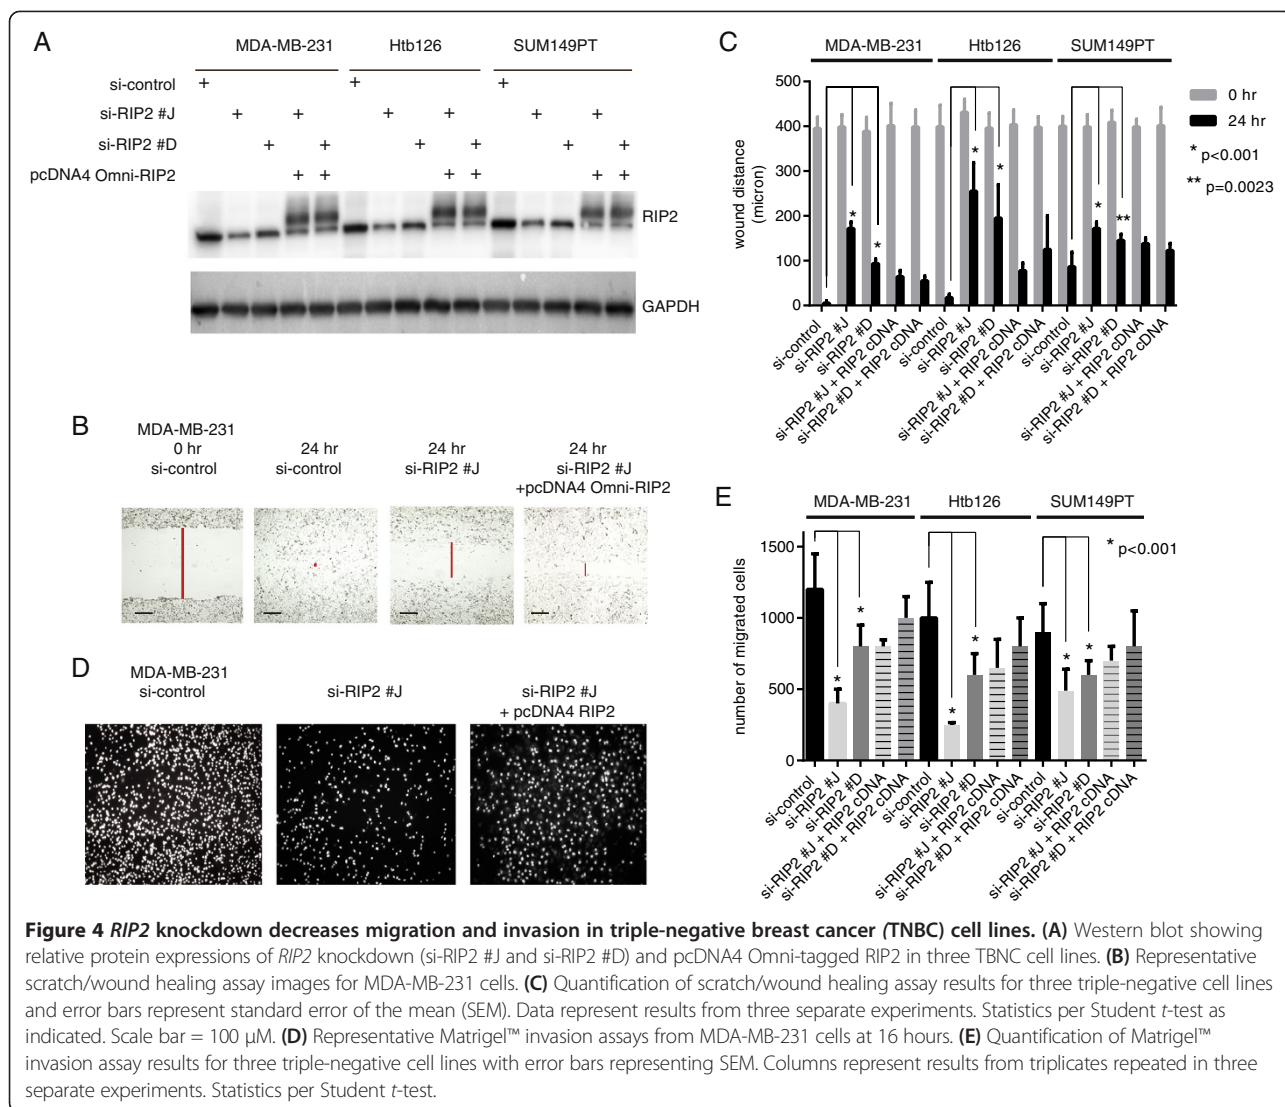 A
MDA-MB-231 Htb126 SUM149PT
si-control + + +
si-RIP2 #J + + + + + +
si-RIP2 #D + + + + + +
pcDNA4 Omni-RIP2 + + + + + +
RIP2
GAPDH
B
MDA-MB-231
0 hr
si-control
24 hr
si-control
24 hr
si-RIP2 #J
24 hr
si-RIP2 #J
+pcDNA4 Omni-RIP2
C
MDA-MB-231 Htb126 SUM149PT
wound distance
(micron)
500
400
300
200
100
0
* * * * * **
0 hr
24 hr
* p<0.001
** p=0.0023
si-control
si-RIP2 #J
si-RIP2 #D
si-RIP2 #J + RIP2 cDNA
si-RIP2 #D + RIP2 cDNA
si-control
si-RIP2 #J
si-RIP2 #D
si-RIP2 #J + RIP2 cDNA
si-RIP2 #D + RIP2 cDNA
si-control
si-RIP2 #J
si-RIP2 #D
si-RIP2 #J + RIP2 cDNA
si-RIP2 #D + RIP2 cDNA
D
MDA-MB-231
si-control
si-RIP2 #J
si-RIP2 #J
+ pcDNA4 RIP2
E
MDA-MB-231 Htb126 SUM149PT
number of migrated cells
1500
1000
500
0
* * * * * *
* p<0.001
si-control
si-RIP2 #J
si-RIP2 #D
si-RIP2 #J + RIP2 cDNA
si-RIP2 #D + RIP2 cDNA
si-control
si-RIP2 #J
si-RIP2 #D
si-RIP2 #J + RIP2 cDNA
si-RIP2 #D + RIP2 cDNA
si-control
si-RIP2 #J
si-RIP2 #D
si-RIP2 #J + RIP2 cDNA
si-RIP2 #D + RIP2 cDNA
Figure 4 RIP2 knockdown decreases migration and invasion in triple-negative breast cancer (TNBC) cell lines. (A) Western blot showing
relative protein expressions of RIP2 knockdown (si-RIP2 #J and si-RIP2 #D) and pcDNA4 Omni-tagged RIP2 in three TBNC cell lines. (B) Representative
scratch/wound healing assay images for MDA-MB-231 cells. (C) Quantification of scratch/wound healing assay results for three triple-negative cell lines
and error bars represent standard error of the mean (SEM). Data represent results from three separate experiments. Statistics per Student t-test as
indicated. Scale bar = 100 μM. (D) Representative Matrigel™ invasion assays from MDA-MB-231 cells at 16 hours. (E) Quantification of Matrigel™
invasion assay results for three triple-negative cell lines with error bars representing SEM. Columns represent results from triplicates repeated in three
separate experiments. Statistics per Student t-test.